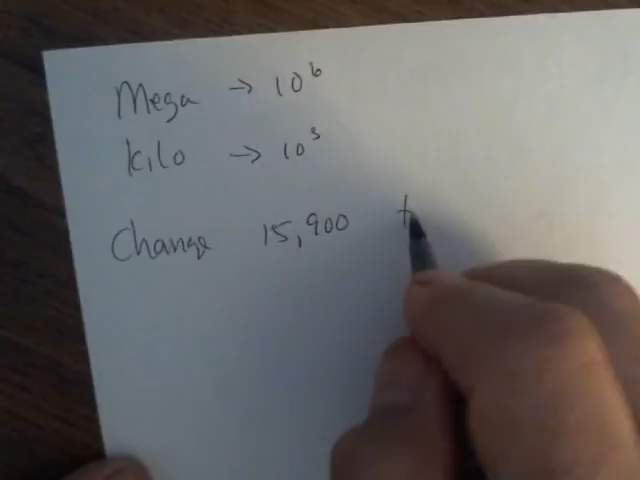 Mega → 10⁶
kilo → 10³
Change 15,900 t